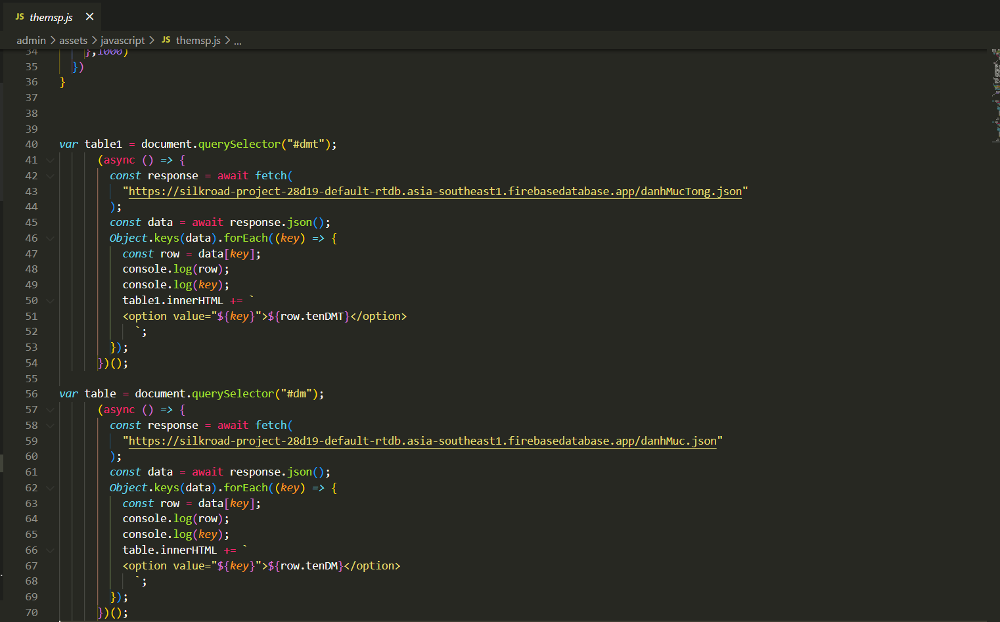 JS themsp.js ✕
admin > assets > javascript > JS themsp.js > ...
34 },1000)
35 })
36 }
37
38
39
40 var table1 = document.querySelector("#dmt");
41 (async () => {
42 const response = await fetch(
43 "https://silkroad-project-28d19-default-rtdb.asia-southeast1.firebasedatabase.app/danhMucTong.json"
44 );
45 const data = await response.json();
46 Object.keys(data).forEach((key) => {
47 const row = data[key];
48 console.log(row);
49 console.log(key);
50 table1.innerHTML += `
51 <option value="${key}">${row.tenDMT}</option>
52 `;
53 });
54 })();
55
56 var table = document.querySelector("#dm");
57 (async () => {
58 const response = await fetch(
59 "https://silkroad-project-28d19-default-rtdb.asia-southeast1.firebasedatabase.app/danhMuc.json"
60 );
61 const data = await response.json();
62 Object.keys(data).forEach((key) => {
63 const row = data[key];
64 console.log(row);
65 console.log(key);
66 table.innerHTML += `
67 <option value="${key}">${row.tenDM}</option>
68 `;
69 });
70 })();